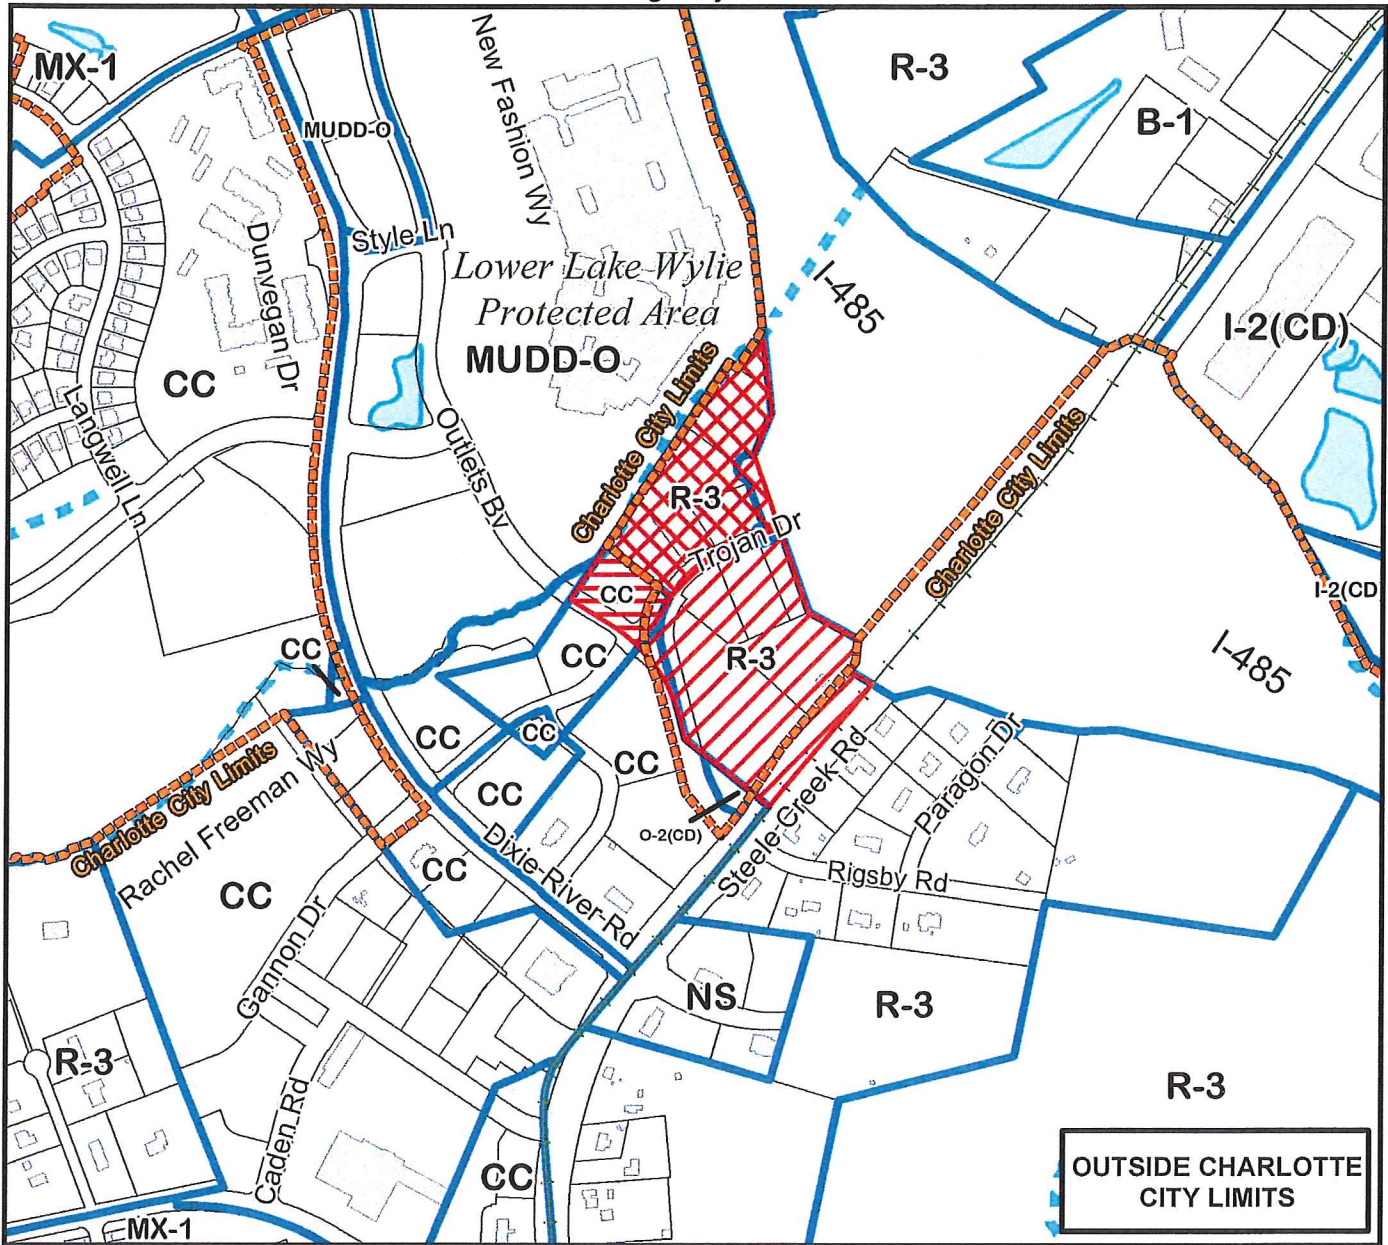 MX-1
MUDD-O
New Fashion Wy
R-3
B-1
Dunvegan Dr
Style Ln
Lower Lake Wylie
Protected Area
MUDD-O
I-485
I-2(CD)
CC
Langwell Ln
Outlets Bv
Charlotte City Limits
R-3
Trojan Dr
Charlotte City Limits
CC
I-2(CD
CC
CC
R-3
I-485
CC
CC
CC
CC
Charlotte City Limits
Rachel Freeman Wy
O-2(CD)
Steele-Creek-Rd
Paragon Dr
Dixie-River-Rd
CC
CC
Rigsby Rd
Gannon Dr
NS
R-3
R-3
R-3
Caden Rd
CC
MX-1
OUTSIDE CHARLOTTE
CITY LIMITS